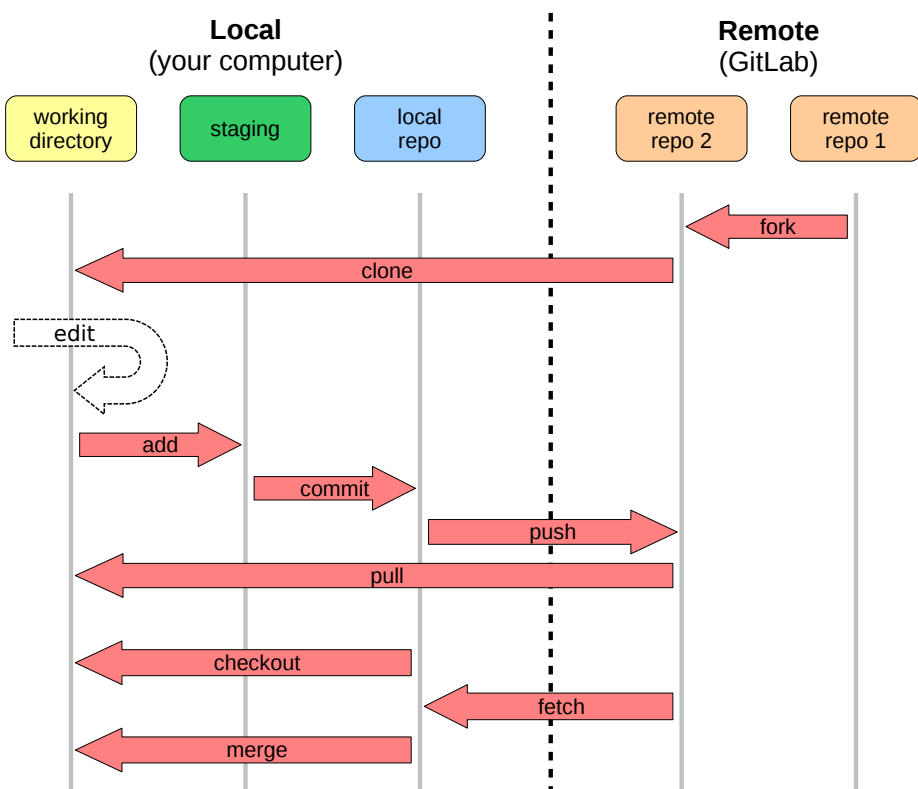 Local
(your computer)
Remote
(GitLab)
working
directory
staging
local
repo
remote
repo 2
remote
repo 1
fork
clone
edit
add
commit
push
pull
checkout
fetch
merge